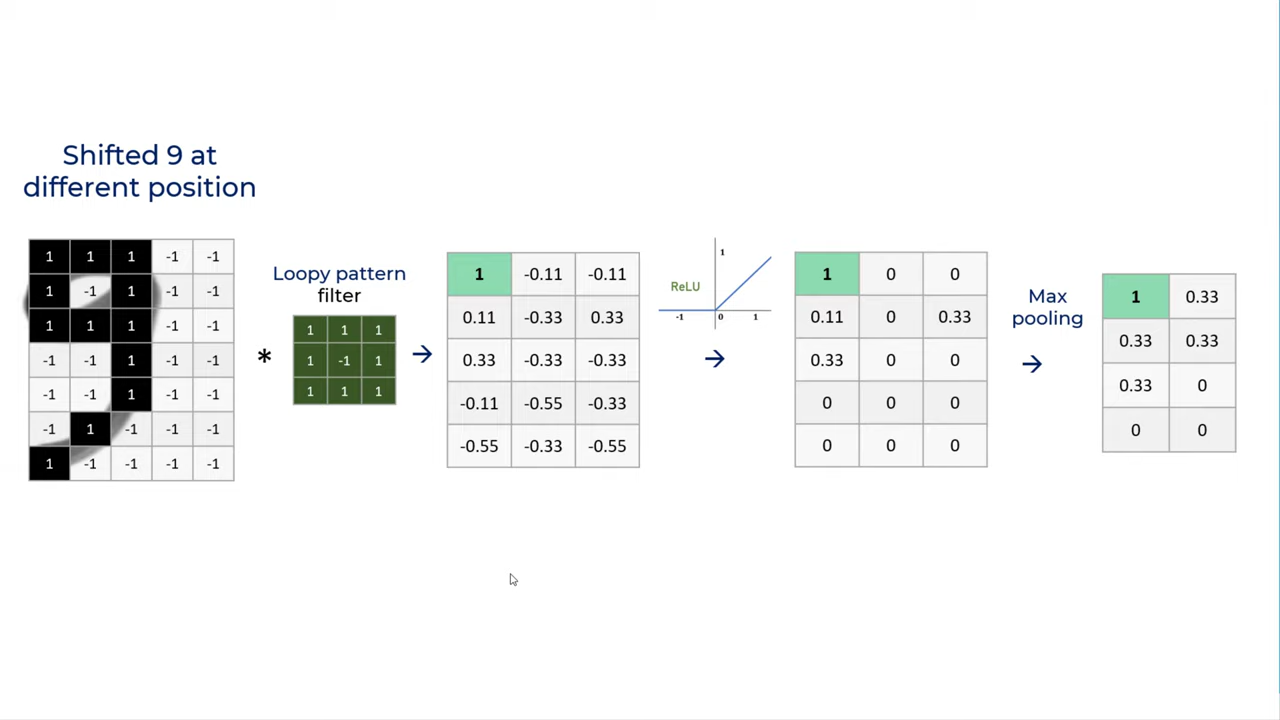 Shifted 9 at
different position
1 1 1 -1 -1
1 -1 1 -1 -1
1 1 1 -1 -1
-1 -1 1 -1 -1
-1 -1 1 -1 -1
-1 1 -1 -1 -1
1 -1 -1 -1 -1
*
Loopy pattern
filter
1 1 1
1 -1 1
1 1 1
→
1 -0.11 -0.11
0.11 -0.33 0.33
0.33 -0.33 -0.33
-0.11 -0.55 -0.33
-0.55 -0.33 -0.55
1
ReLU
-1 0 1
→
1 0 0
0.11 0 0.33
0.33 0 0
0 0 0
0 0 0
Max
pooling
→
1 0.33
0.33 0.33
0.33 0
0 0